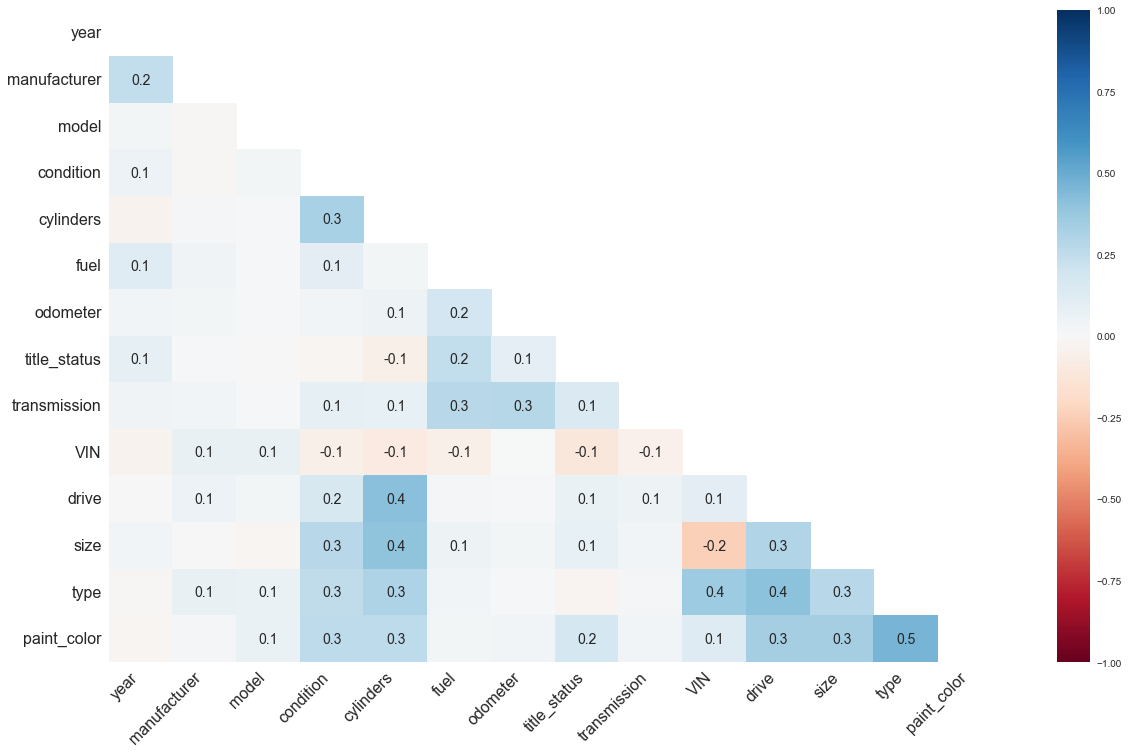 year
manufacturer 0.2
model
condition 0.1
cylinders 0.3
fuel 0.1 0.1
odometer 0.1 0.2
title_status 0.1 -0.1 0.2 0.1
transmission 0.1 0.1 0.3 0.3 0.1
VIN 0.1 0.1 -0.1 -0.1 -0.1 -0.1 -0.1
drive 0.1 0.2 0.4 0.1 0.1 0.1
size 0.3 0.4 0.1 0.1 -0.2 0.3
type 0.1 0.1 0.3 0.3 0.4 0.4 0.3
paint_color 0.1 0.3 0.3 0.2 0.1 0.3 0.3 0.5
year manufacturer model condition cylinders fuel odometer title_status transmission VIN drive size type paint_color
1.00
0.75
0.50
0.25
0.00
−0.25
−0.50
−0.75
−1.00